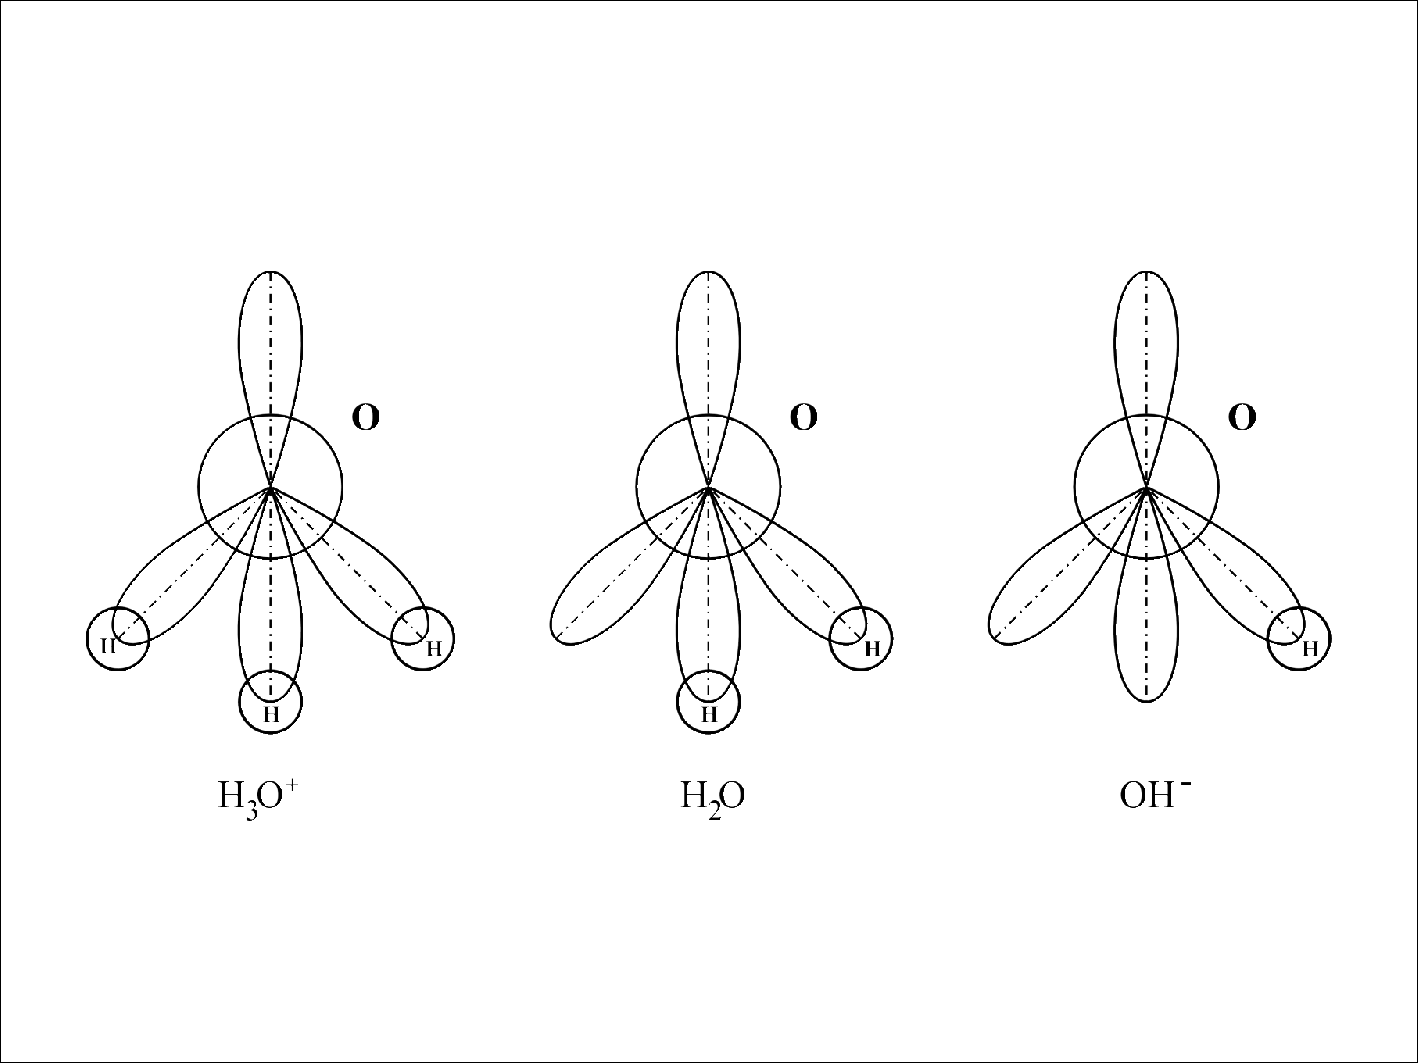 O O O
H H H H H H
H₃O⁺ H₂O OH⁻